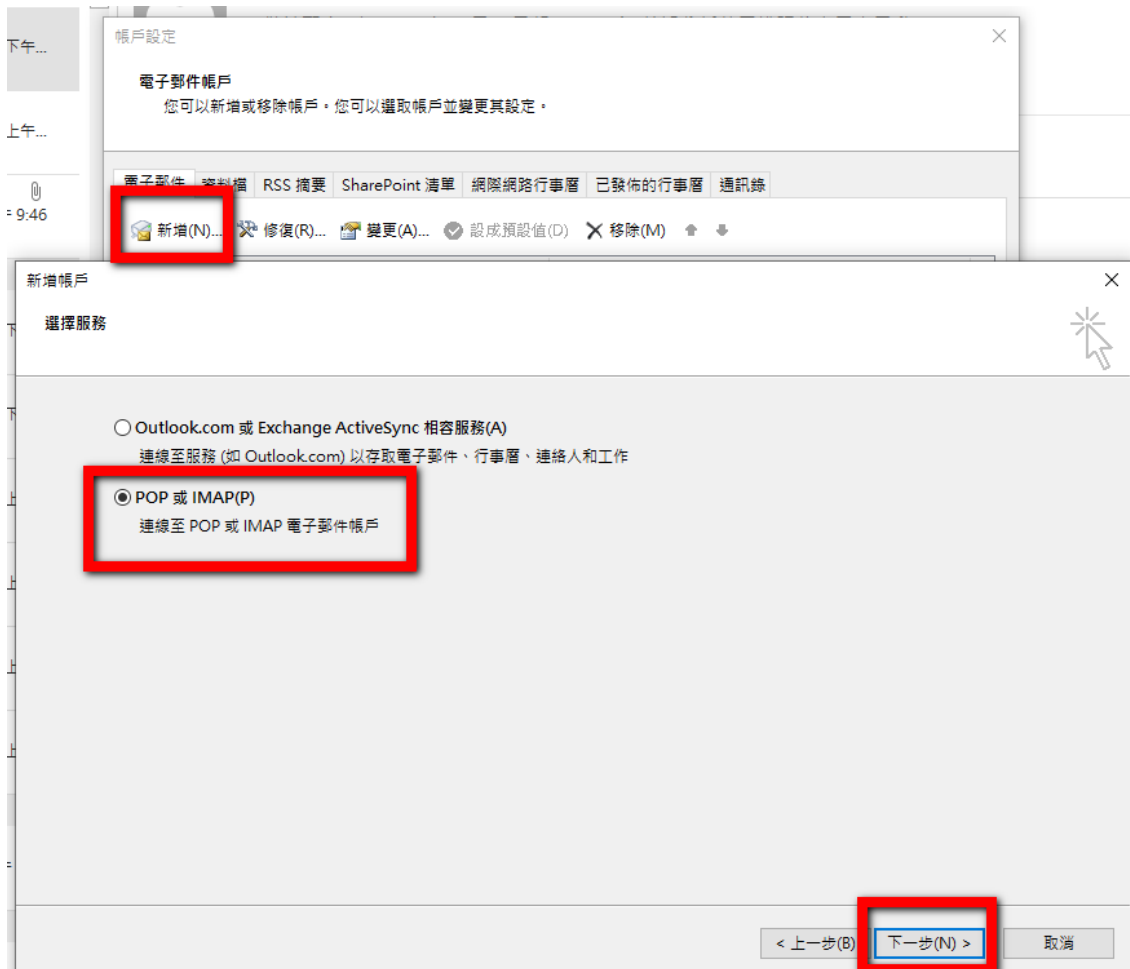 下午...
帳戶設定
電子郵件帳戶
您可以新增或移除帳戶。您可以選取帳戶並變更其設定。
上午...
電子郵件 資料檔 RSS 摘要 SharePoint 清單 網際網路行事曆 已發佈的行事曆 通訊錄
9:46
新增(N)... 修復(R)... 變更(A)... 設成預設值(D) 移除(M)
新增帳戶
選擇服務
Outlook.com 或 Exchange ActiveSync 相容服務(A)
連線至服務 (如 Outlook.com) 以存取電子郵件、行事曆、連絡人和工作
POP 或 IMAP(P)
連線至 POP 或 IMAP 電子郵件帳戶
< 上一步(B) 下一步(N) > 取消